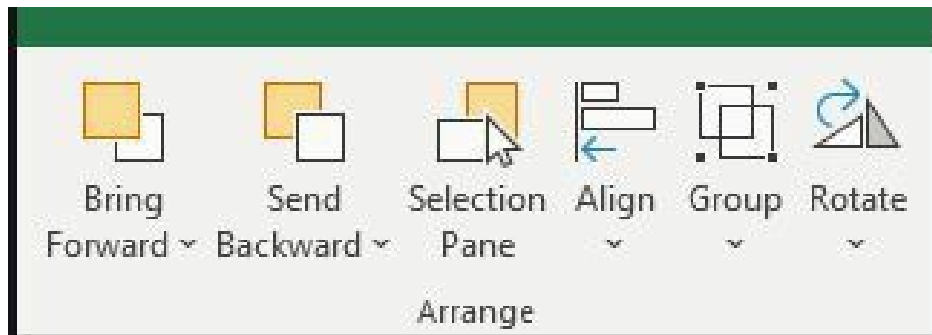 Bring Forward
Send Backward
Selection Pane
Align
Group
Rotate
Arrange